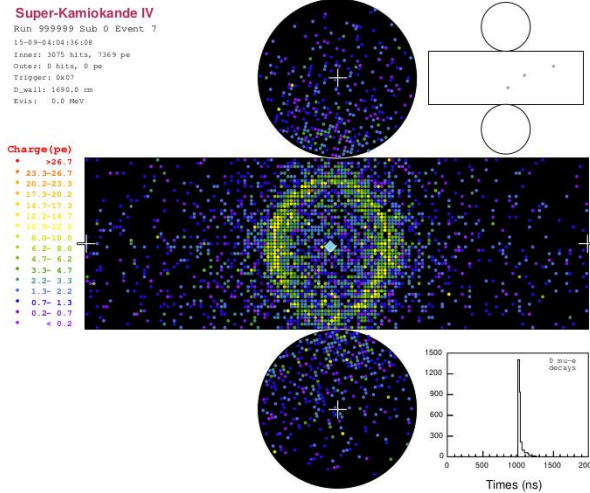 Super-Kamiokande IV
Run 999999 Sub 0 Event 7
15-09-04:04:36:08
Inner: 3075 hits, 7369 pe
Outer: 0 hits, 0 pe
Trigger: 0x07
D_wall: 1690.0 cm
Evis: 0.0 MeV
Charge(pe)
>26.7
23.3-26.7
20.2-23.3
17.3-20.2
14.7-17.3
12.2-14.7
10.0-12.2
8.0-10.0
6.2- 8.0
4.7- 6.2
3.3- 4.7
2.2- 3.3
1.3- 2.2
0.7- 1.3
0.2- 0.7
< 0.2
0 mu-e
decays
1500
1200
900
600
300
0
0 500 1000 1500 2000
Times (ns)